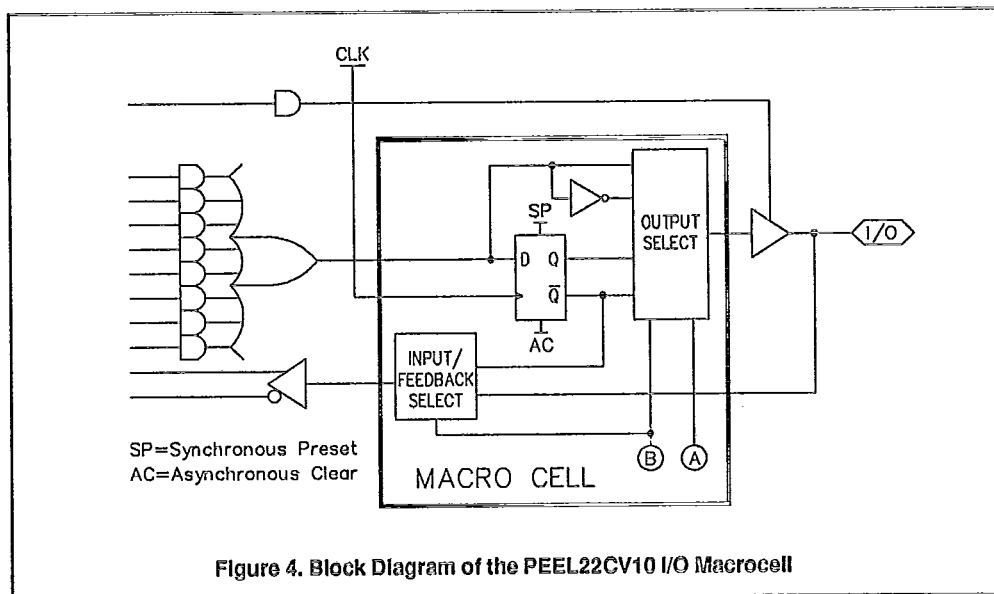 CLK
SP
OUTPUT
SELECT
I/O
D Q
Q̅
AC
INPUT/
FEEDBACK
SELECT
SP=Synchronous Preset
AC=Asynchronous Clear
B
A
MACRO CELL
Figure 4. Block Diagram of the PEEL22CV10 I/O Macrocell